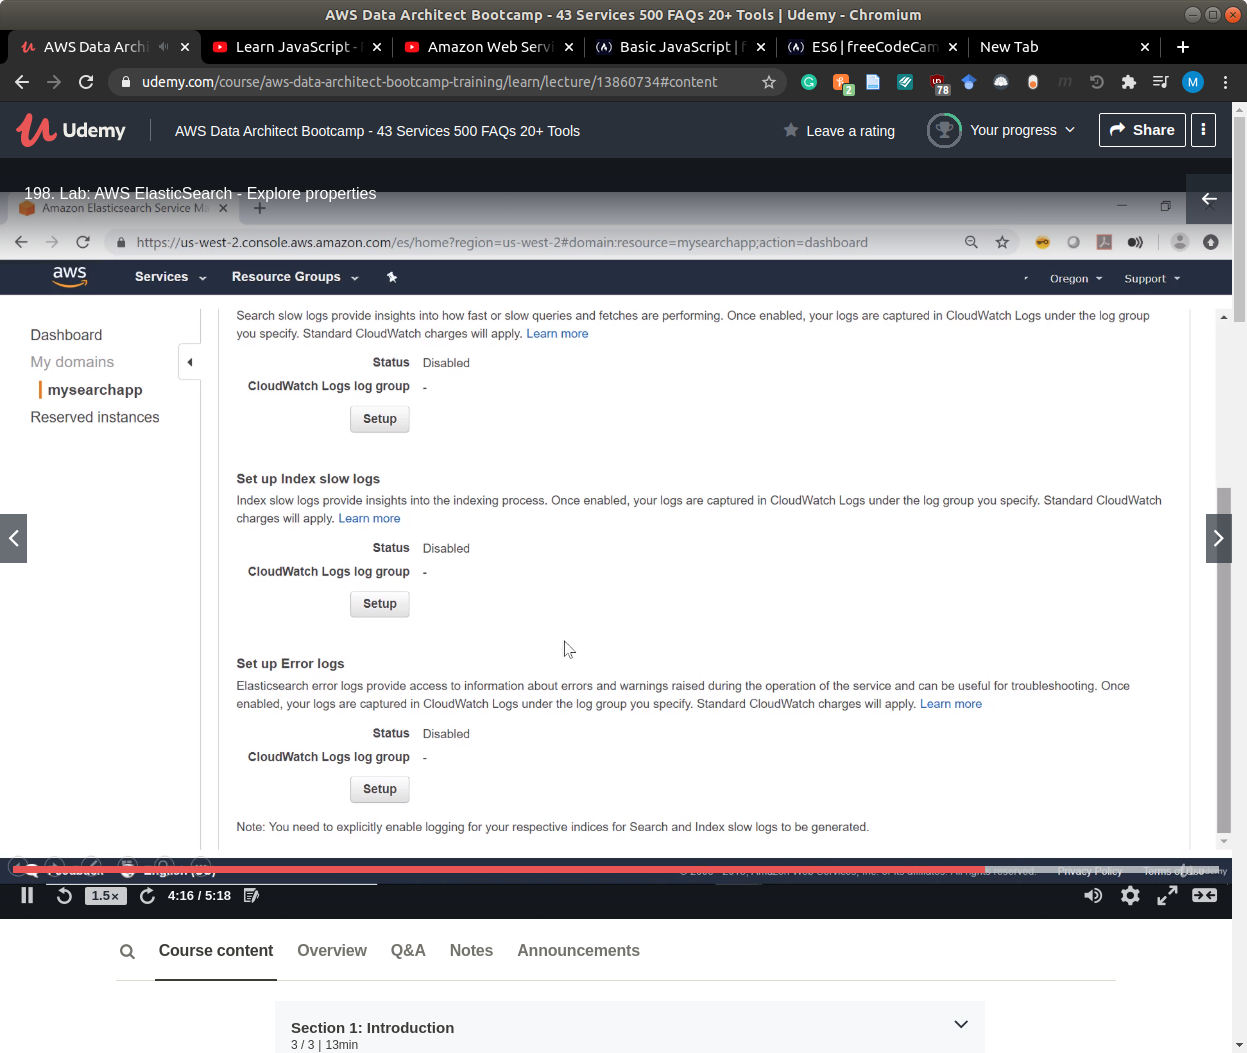 AWS Data Architect Bootcamp - 43 Services 500 FAQs 20+ Tools | Udemy - Chromium
AWS Data Archi
Learn JavaScript -
Amazon Web Servi
Basic JavaScript | f
ES6 | freeCodeCam
New Tab
udemy.com/course/aws-data-architect-bootcamp-training/learn/lecture/13860734#content
2
78
M
Udemy
AWS Data Architect Bootcamp - 43 Services 500 FAQs 20+ Tools
Leave a rating
Your progress
Share
198. Lab: AWS ElasticSearch - Explore properties
Amazon Elasticsearch Service Ma
https://us-west-2.console.aws.amazon.com/es/home?region=us-west-2#domain:resource=mysearchapp;action=dashboard
aws
Services
Resource Groups
Oregon
Support
Dashboard
My domains
mysearchapp
Reserved instances
Search slow logs provide insights into how fast or slow queries and fetches are performing. Once enabled, your logs are captured in CloudWatch Logs under the log group
you specify. Standard CloudWatch charges will apply. Learn more
Status Disabled
CloudWatch Logs log group -
Setup
Set up Index slow logs
Index slow logs provide insights into the indexing process. Once enabled, your logs are captured in CloudWatch Logs under the log group you specify. Standard CloudWatch
charges will apply. Learn more
Status Disabled
CloudWatch Logs log group -
Setup
Set up Error logs
Elasticsearch error logs provide access to information about errors and warnings raised during the operation of the service and can be useful for troubleshooting. Once
enabled, your logs are captured in CloudWatch Logs under the log group you specify. Standard CloudWatch charges will apply. Learn more
Status Disabled
CloudWatch Logs log group -
Setup
Note: You need to explicitly enable logging for your respective indices for Search and Index slow logs to be generated.
Feedback English (US)
Privacy Policy
1.5×
4:16 / 5:18
Course content
Overview
Q&A
Notes
Announcements
Section 1: Introduction
3 / 3 | 13min